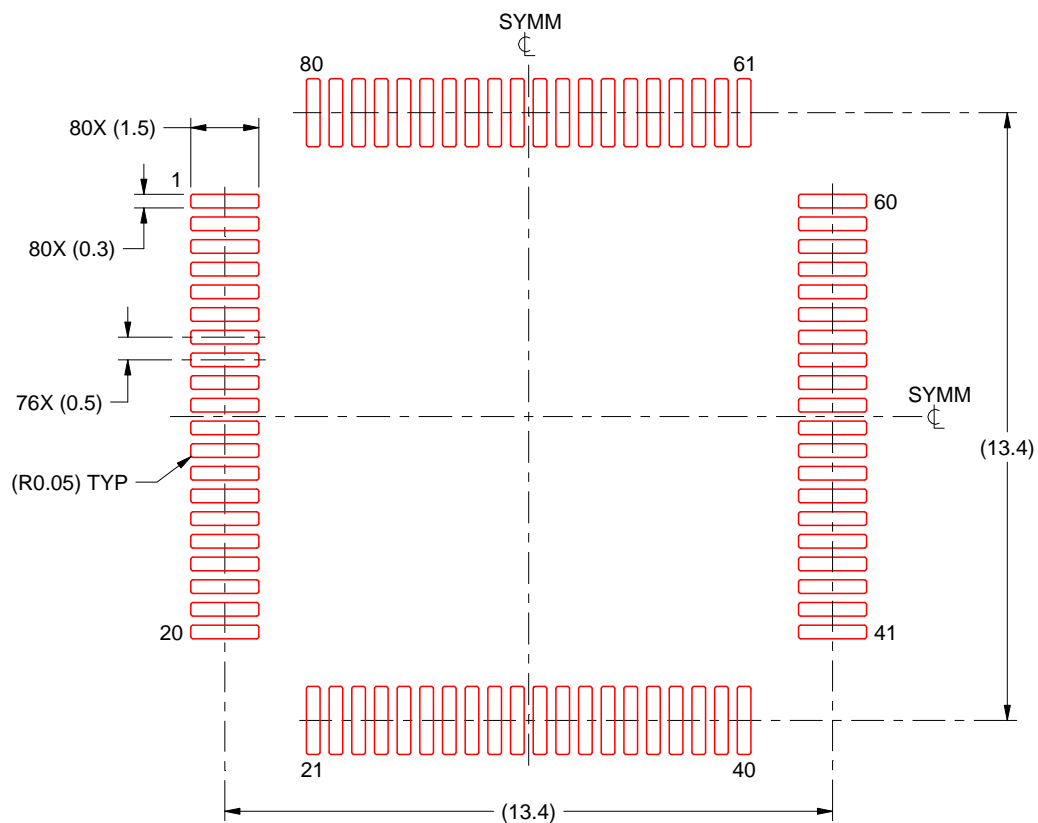 SYMM
80
61
80X (1.5)
1
60
80X (0.3)
76X (0.5)
SYMM
(13.4)
(R0.05) TYP
20
41
21
40
(13.4)